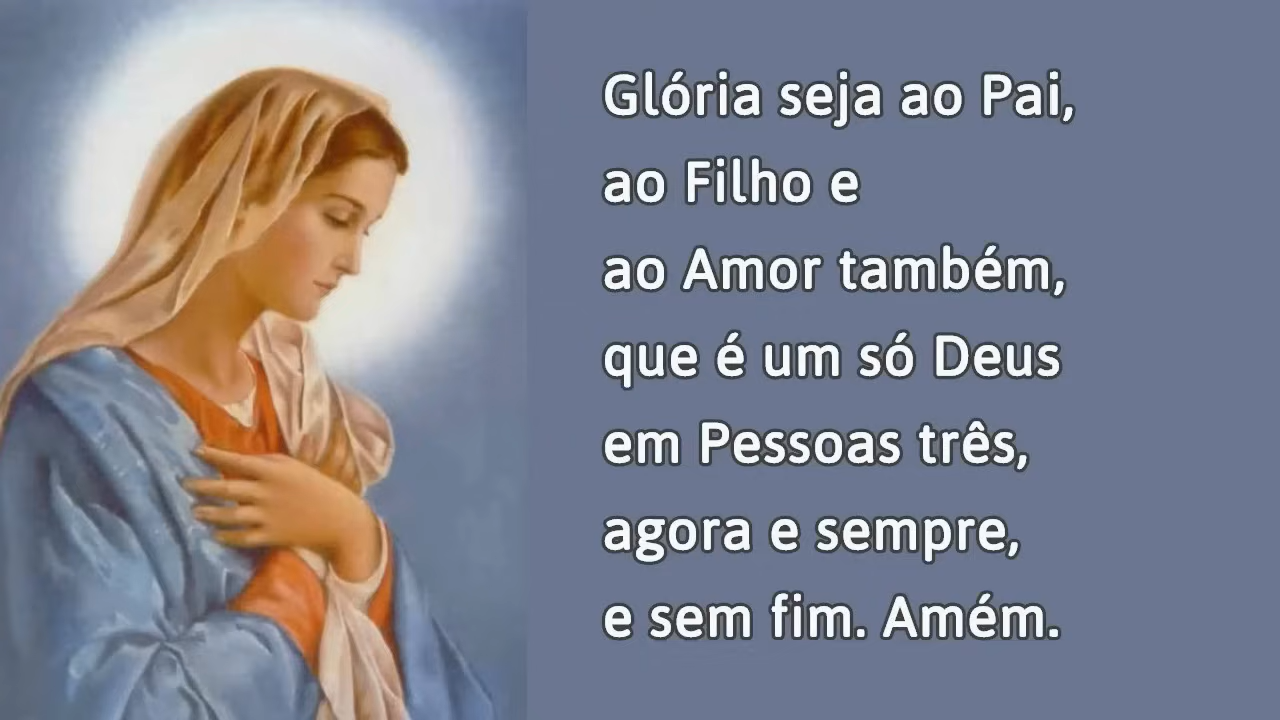 Glória seja ao Pai,
ao Filho e
ao Amor também,
que é um só Deus
em Pessoas três,
agora e sempre,
e sem fim. Amém.